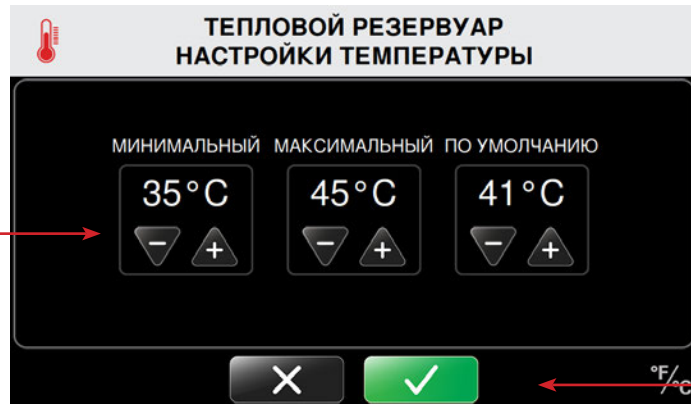 ТЕПЛОВОЙ РЕЗЕРВУАР
НАСТРОЙКИ ТЕМПЕРАТУРЫ
МИНИМАЛЬНЫЙ МАКСИМАЛЬНЫЙ ПО УМОЛЧАНИЮ
35°C 45°C 41°C
− + − + − +
°F/°C